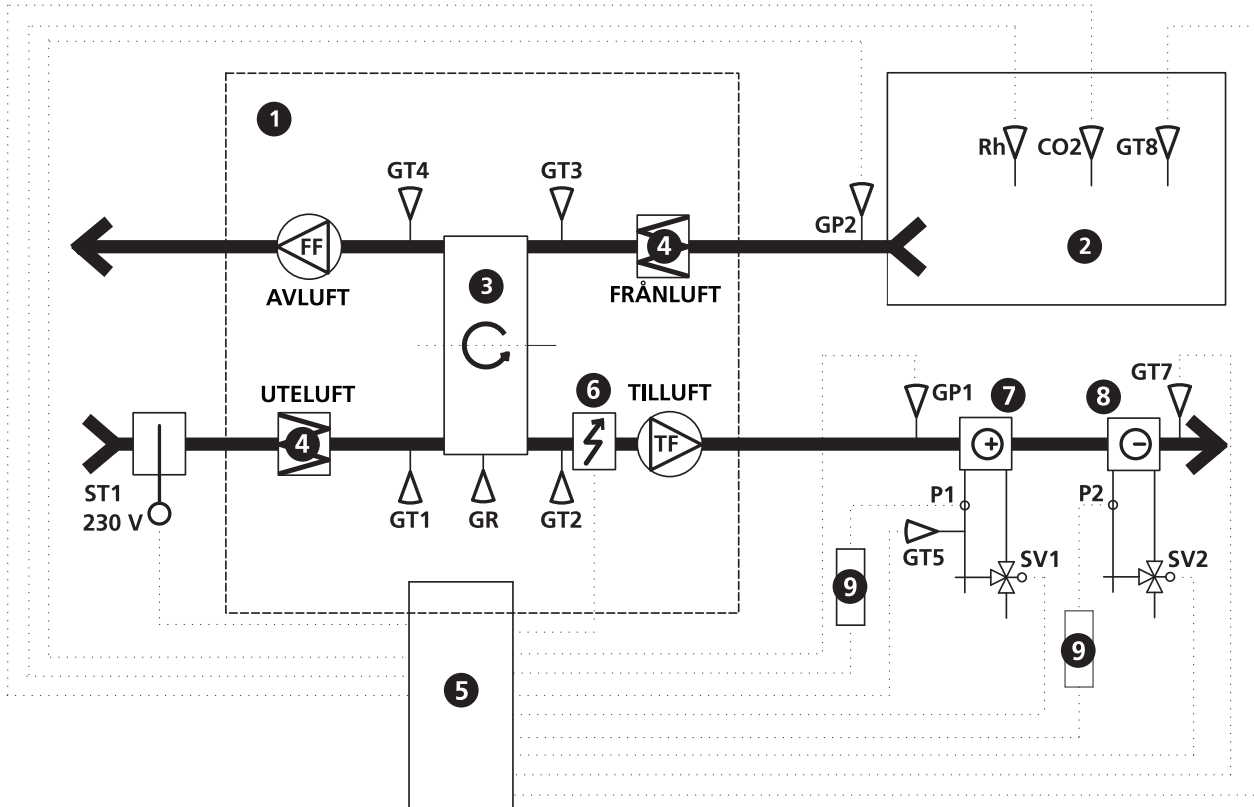 1
Rh CO2 GT8
GT4 GT3
GP2
FF 4 2
AVLUFT 3 FRÅNLUFT
UTELUFT 6 TILLUFT GP1 7 8 GT7
4 TF
ST1
230 V
GT1 GR GT2
P1 P2
GT5 SV1 SV2
9
9
5